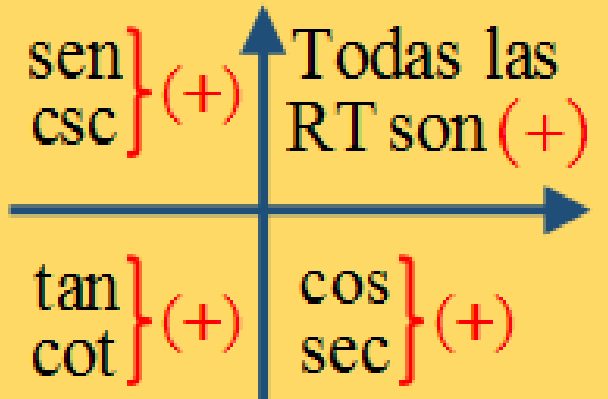 sen
csc
} (+)
Todas las
RT son (+)
tan
cot
} (+)
cos
sec
} (+)